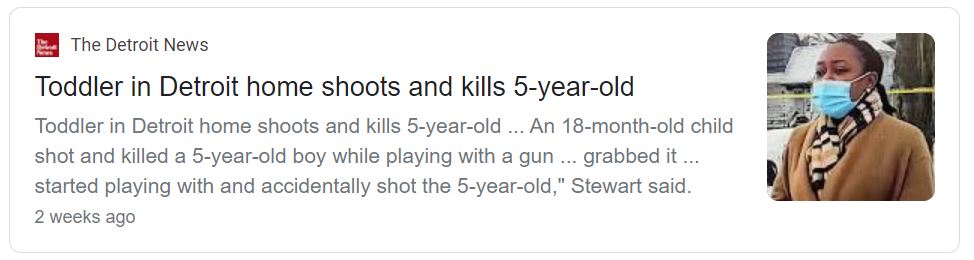 The Detroit News
The Detroit News
Toddler in Detroit home shoots and kills 5-year-old
Toddler in Detroit home shoots and kills 5-year-old ... An 18-month-old child
shot and killed a 5-year-old boy while playing with a gun ... grabbed it ...
started playing with and accidentally shot the 5-year-old," Stewart said.
2 weeks ago